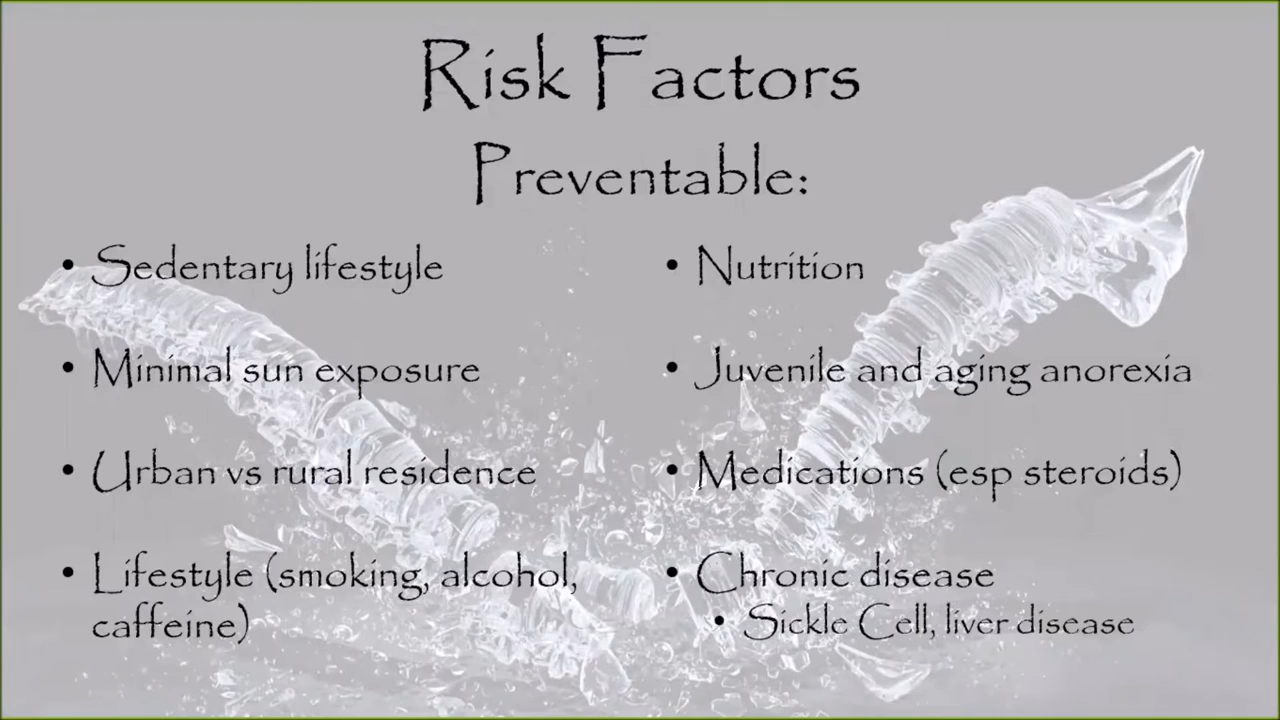 Risk Factors
Preventable:
• Sedentary lifestyle
• Minimal sun exposure
• Urban vs rural residence
• Lifestyle (smoking, alcohol,
caffeine)
• Nutrition
• Juvenile and aging anorexia
• Medications (esp steroids)
• Chronic disease
• Sickle Cell, liver disease